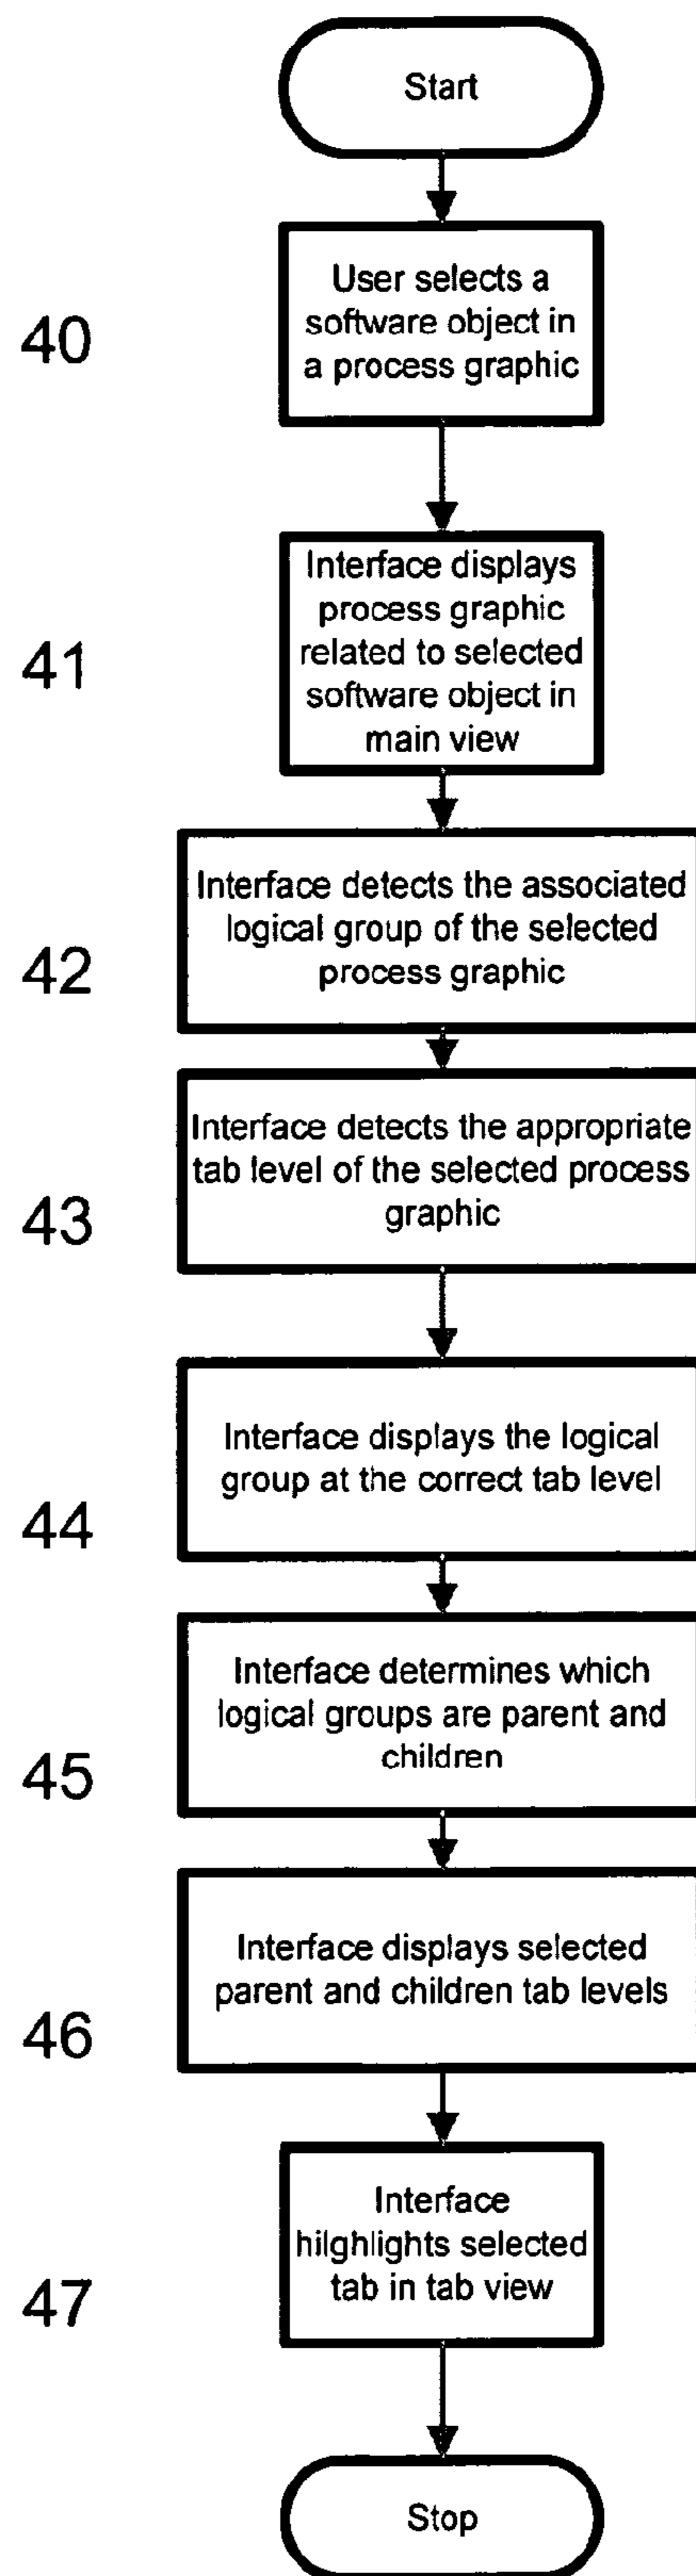 Start
40
User selects a
software object in
a process graphic
41
Interface displays
process graphic
related to selected
software object in
main view
42
Interface detects the associated
logical group of the selected
process graphic
43
Interface detects the appropriate
tab level of the selected process
graphic
44
Interface displays the logical
group at the correct tab level
45
Interface determines which
logical groups are parent and
children
46
Interface displays selected
parent and children tab levels
47
Interface
hilghlights selected
tab in tab view
Stop